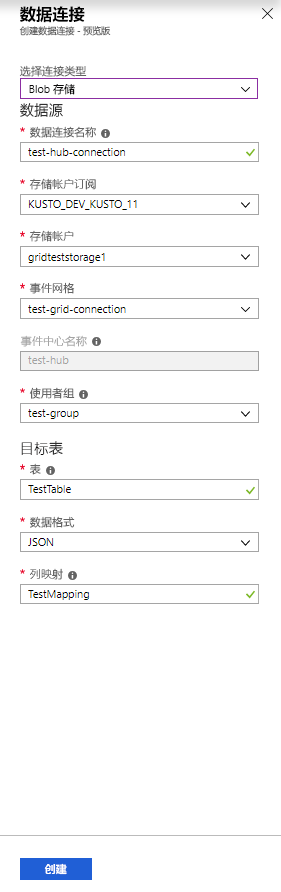 数据连接
创建数据连接 - 预览版
选择连接类型
Blob 存储
数据源
* 数据连接名称
test-hub-connection
* 存储帐户订阅
KUSTO_DEV_KUSTO_11
* 存储帐户
gridteststorage1
* 事件网格
test-grid-connection
事件中心名称
test-hub
* 使用者组
test-group
目标表
* 表
TestTable
* 数据格式
JSON
* 列映射
TestMapping
创建